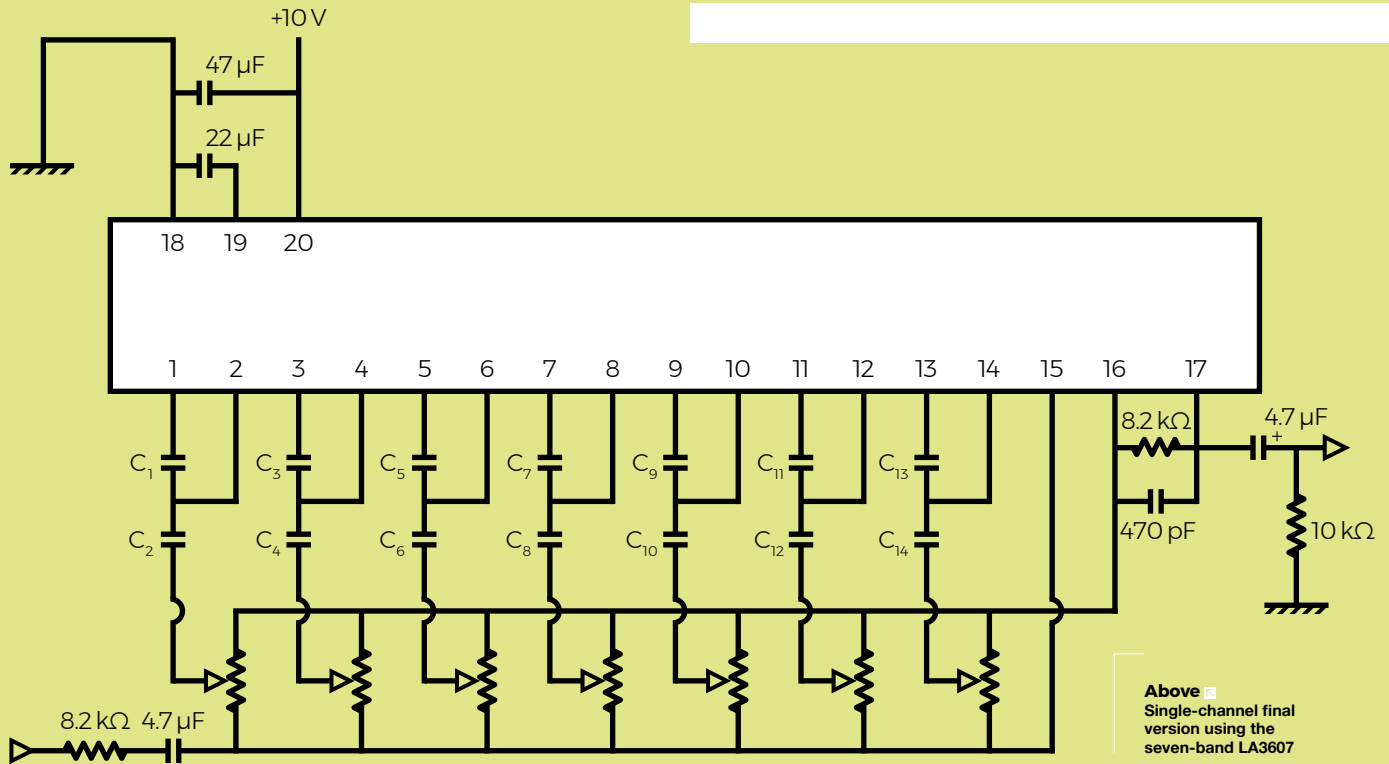 +10 V
47 µF
22 µF
18 19 20
1 2 3 4 5 6 7 8 9 10 11 12 13 14 15 16 17
8.2 kΩ 4.7 µF
+
C₁ C₃ C₅ C₇ C₉ C₁₁ C₁₃
C₂ C₄ C₆ C₈ C₁₀ C₁₂ C₁₄ 470 pF 10 kΩ
8.2 kΩ 4.7 µF
Above
Single-channel final
version using the
seven-band LA3607